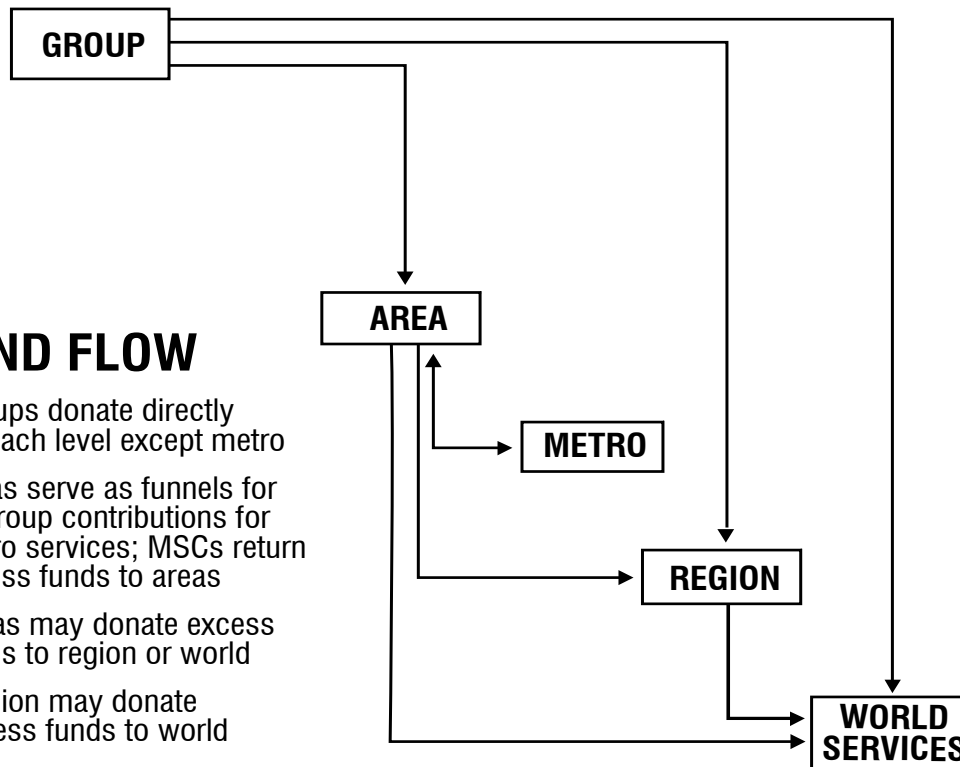 GROUP
AREA
ND FLOW
ups donate directly
ach level except metro
METRO
as serve as funnels for
roup contributions for
ro services; MSCs return
ss funds to areas
REGION
as may donate excess
s to region or world
ion may donate
ess funds to world
WORLD
SERVICES